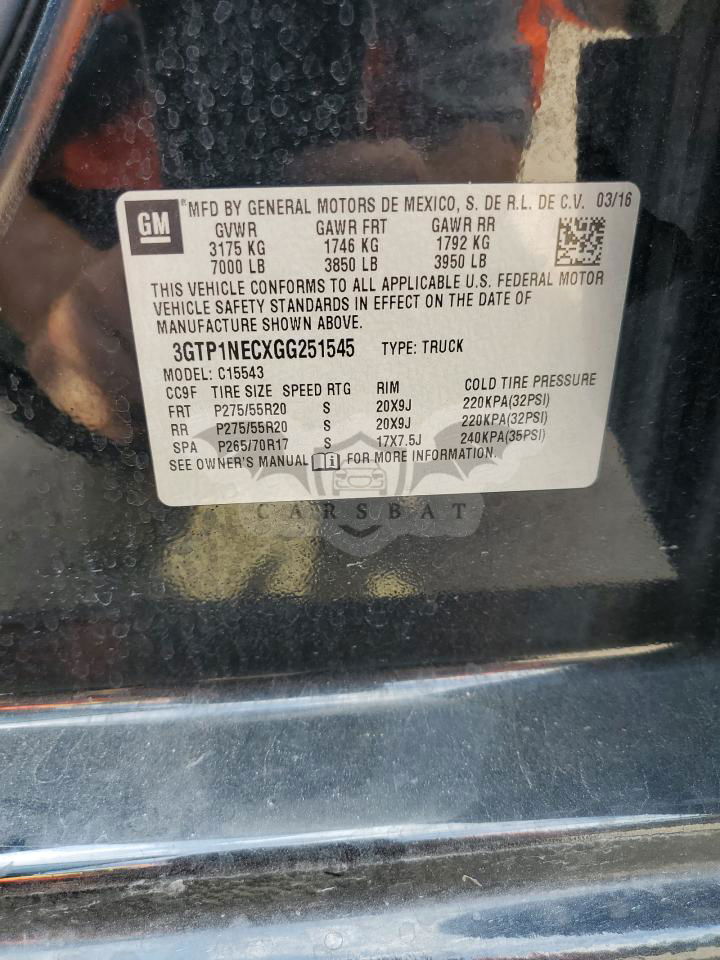 GM ® MFD BY GENERAL MOTORS DE MEXICO, S. DE R.L. DE C.V. 03/16
GVWR GAWR FRT GAWR RR
3175 KG 1746 KG 1792 KG
7000 LB 3850 LB 3950 LB
THIS VEHICLE CONFORMS TO ALL APPLICABLE U.S. FEDERAL MOTOR
VEHICLE SAFETY STANDARDS IN EFFECT ON THE DATE OF
MANUFACTURE SHOWN ABOVE.
3GTP1NECXGG251545 TYPE: TRUCK
MODEL: C15543
CC9F TIRE SIZE SPEED RTG RIM COLD TIRE PRESSURE
FRT P275/55R20 S 20X9J 220KPA(32PSI)
RR P275/55R20 S 20X9J 220KPA(32PSI)
SPA P265/70R17 S 17X7.5J 240KPA(35PSI)
SEE OWNER'S MANUAL i FOR MORE INFORMATION.
CARSBAT